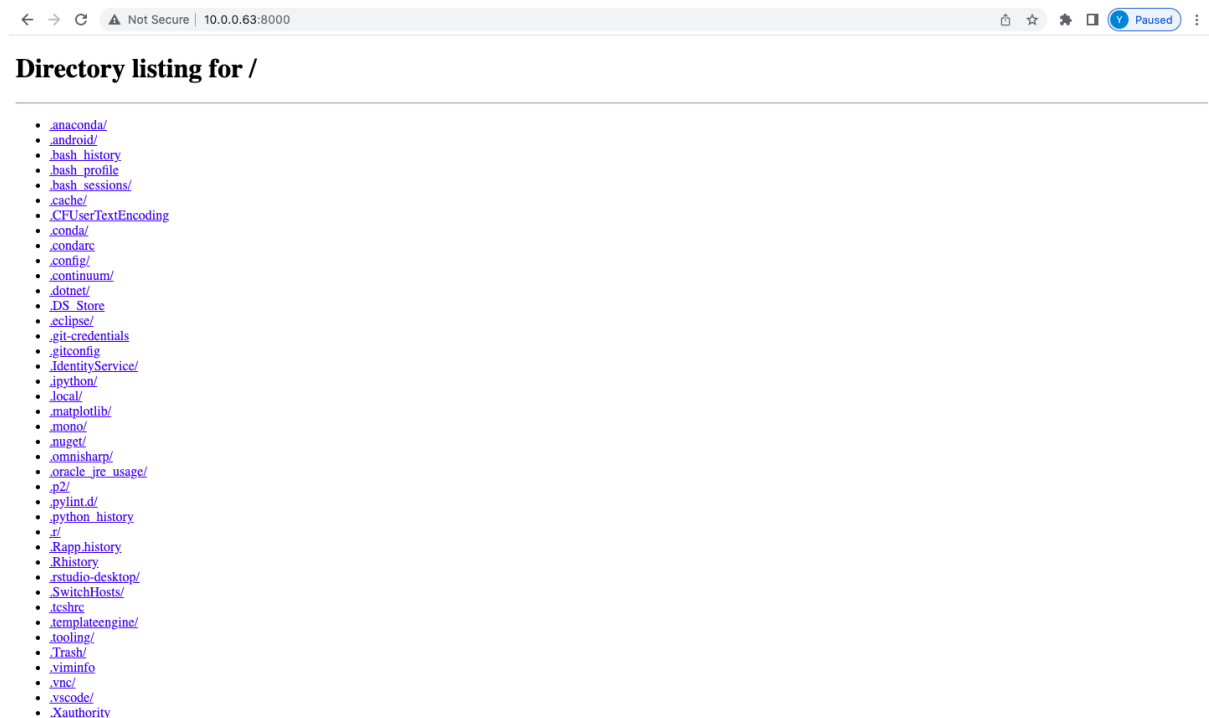 Not Secure | 10.0.0.63:8000
Y Paused
Directory listing for /
.anaconda/
.android/
.bash_history
.bash_profile
.bash_sessions/
.cache/
.CFUserTextEncoding
.conda/
.condarc
.config/
.continuum/
.dotnet/
.DS_Store
.eclipse/
.git-credentials
.gitconfig
.IdentityService/
.ipython/
.local/
.matplotlib/
.mono/
.nuget/
.omnisharp/
.oracle_jre_usage/
.p2/
.pylint.d/
.python_history
.r/
.Rapp.history
.Rhistory
.rstudio-desktop/
.SwitchHosts/
.tcshrc
.templateengine/
.tooling/
.Trash/
.viminfo
.vnc/
.vscode/
.Xauthority